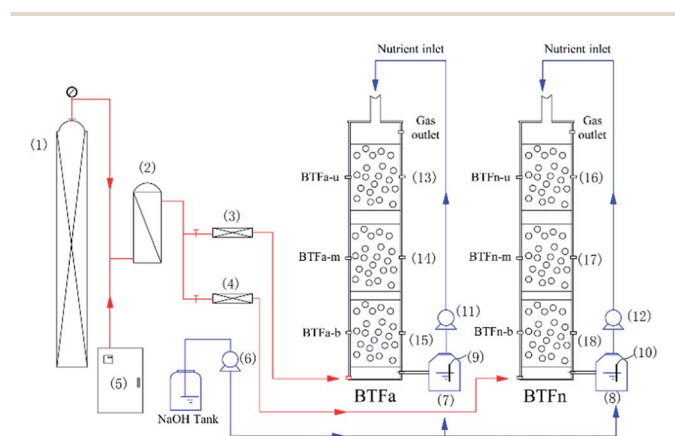 Nutrient inlet
Nutrient inlet
(1)
(2)
Gas outlet
Gas outlet
BTFa-u
(13)
BTFn-u
(16)
(3)
BTFa-m
(14)
BTFn-m
(17)
(4)
(11)
(12)
BTFa-b
(15)
BTFn-b
(18)
(5)
(6)
(9)
(10)
NaOH Tank
BTFa
(7)
BTFn
(8)